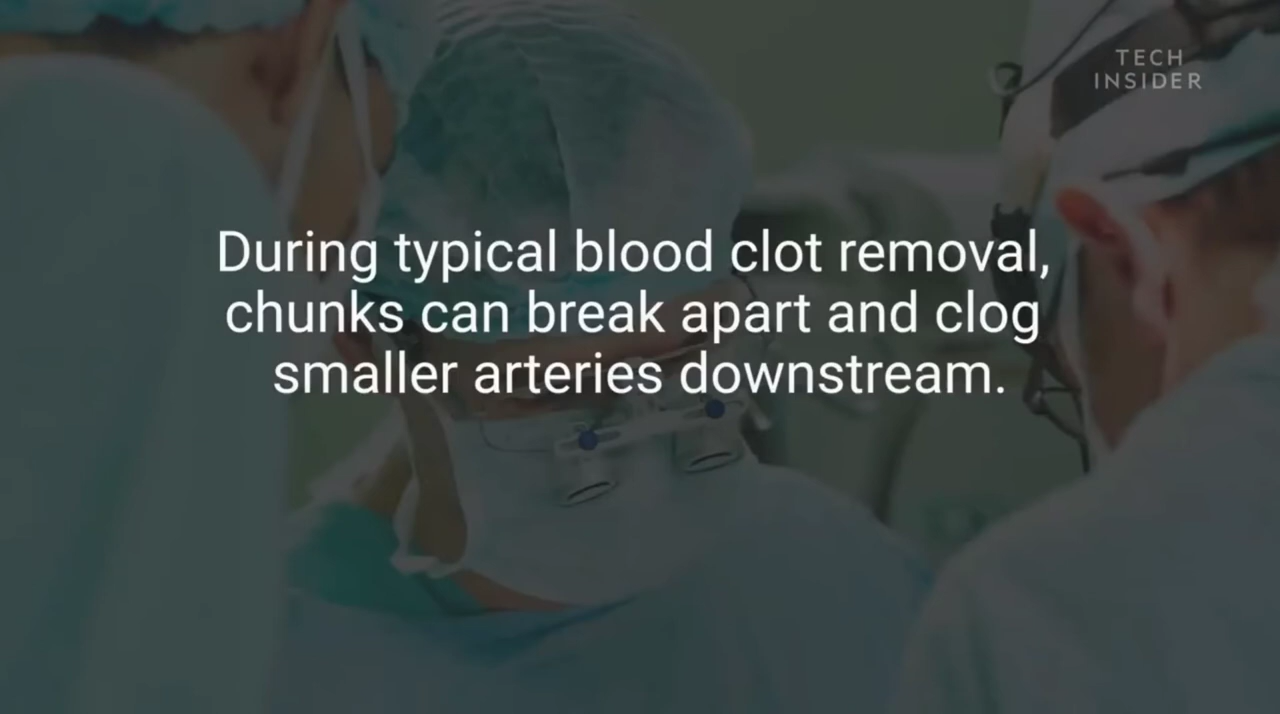 TECH
INSIDER
During typical blood clot removal,
chunks can break apart and clog
smaller arteries downstream.